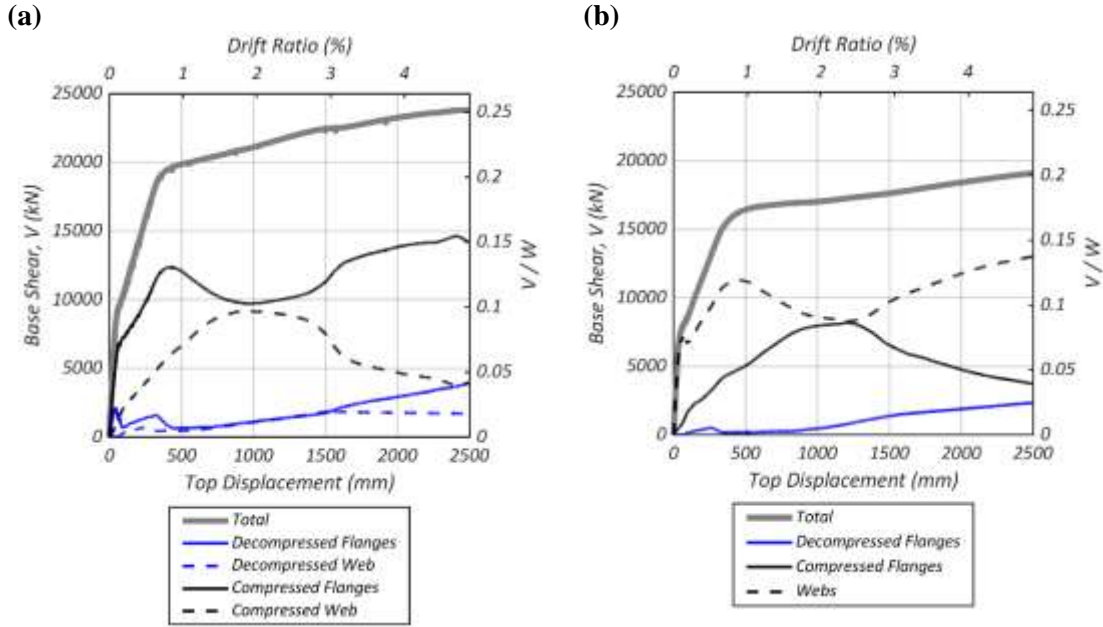 (a)
Drift Ratio (%)
0 1 2 3 4
25000
20000
15000
10000
5000
0
Base Shear, V (kN)
0.25
0.2
0.15
0.1
0.05
0
V / W
0 500 1000 1500 2000 2500
Top Displacement (mm)
Total
Decompressed Flanges
Decompressed Web
Compressed Flanges
Compressed Web
(b)
Drift Ratio (%)
0 1 2 3 4
25000
20000
15000
10000
5000
0
Base Shear, V (kN)
0.25
0.2
0.15
0.1
0.05
0
V / W
0 500 1000 1500 2000 2500
Top Displacement (mm)
Total
Decompressed Flanges
Compressed Flanges
Webs